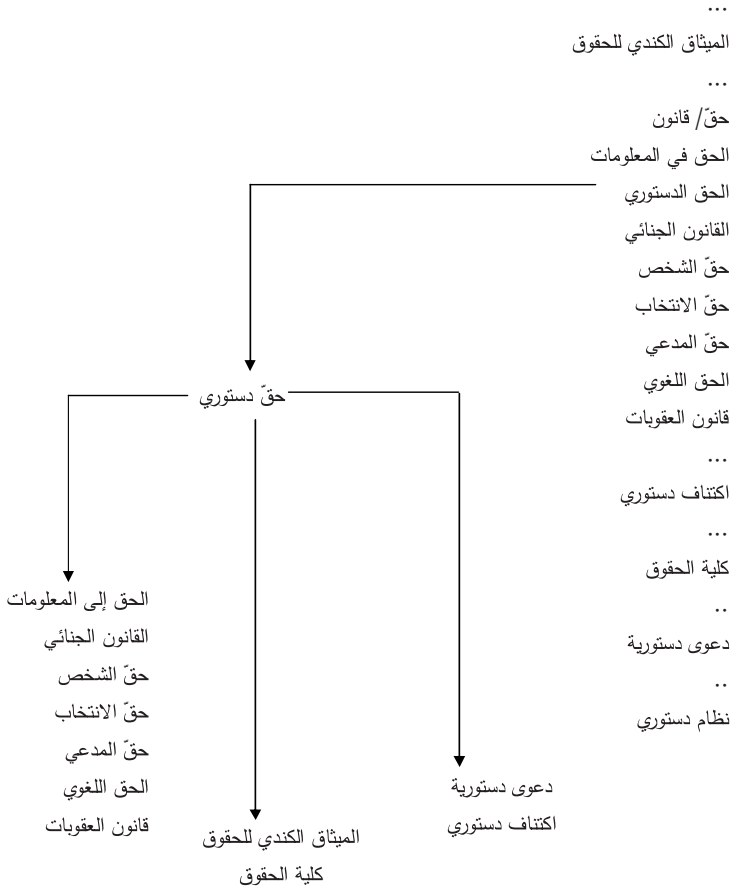 ...
الميثاق الكندي للحقوق
...
حقّ/ قانون
الحق في المعلومات
الحق الدستوري
القانون الجنائي
حقّ الشخص
حقّ الانتخاب
حقّ المدعي
الحق اللغوي
قانون العقوبات
...
اكتناف دستوري
...
كلية الحقوق
..
دعوى دستورية
..
نظام دستوري
حقّ دستوري
دعوى دستورية
اكتناف دستوري
الميثاق الكندي للحقوق
كلية الحقوق
الحق إلى المعلومات
القانون الجنائي
حقّ الشخص
حقّ الانتخاب
حقّ المدعي
الحق اللغوي
قانون العقوبات